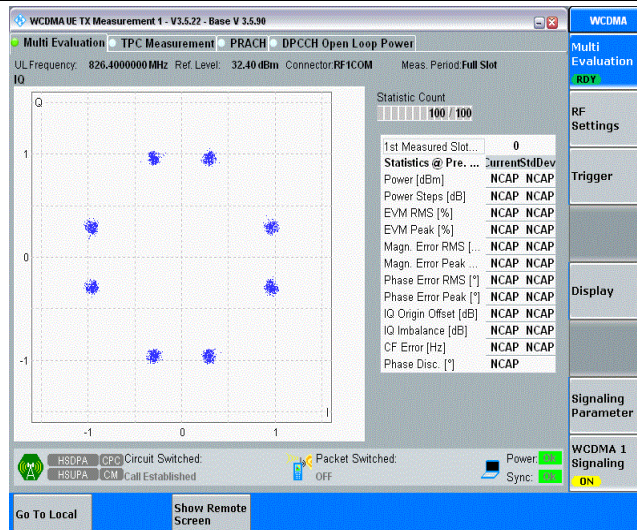 WCDMA UE TX Measurement 1 - V3.5.22 - Base V 3.5.90
WCDMA
Multi Evaluation TPC Measurement PRACH DPCCH Open Loop Power
Multi
Evaluation
RDY
UL Frequency: 826.4000000 MHz Ref. Level: 32.40 dBm Connector: RF1COM Meas. Period: Full Slot
IQ
Q
1
0
-1
-1 0 1
I
Statistic Count
100 / 100
1st Measured Slot... 0
Statistics @ Pre. ... Current StdDev
Power [dBm] NCAP NCAP
Power Steps [dB] NCAP NCAP
EVM RMS [%] NCAP NCAP
EVM Peak [%] NCAP NCAP
Magn. Error RMS [... NCAP NCAP
Magn. Error Peak ... NCAP NCAP
Phase Error RMS [°] NCAP NCAP
Phase Error Peak [°] NCAP NCAP
IQ Origin Offset [dB] NCAP NCAP
IQ Imbalance [dB] NCAP NCAP
CF Error [Hz] NCAP NCAP
Phase Disc. [°] NCAP
RF
Settings
Trigger
Display
Signaling
Parameter
WCDMA 1
Signaling
ON
HSDPA CPC Circuit Switched: Packet Switched: Power: OK
HSUPA CM Call Established OFF Sync: OK
Go To Local
Show Remote
Screen